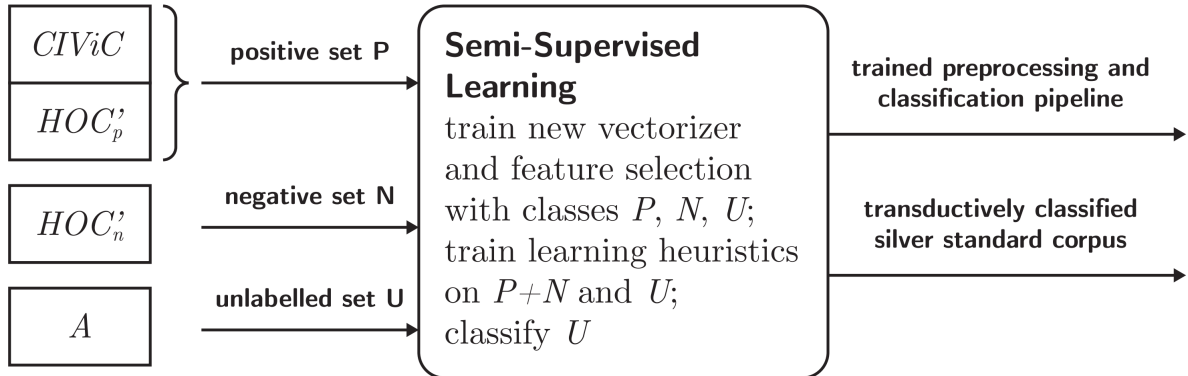 CIViC
HOC'p
HOC'n
A
positive set P
negative set N
unlabelled set U
Semi-Supervised
Learning
train new vectorizer
and feature selection
with classes P, N, U;
train learning heuristics
on P+N and U;
classify U
trained preprocessing and
classification pipeline
transductively classified
silver standard corpus